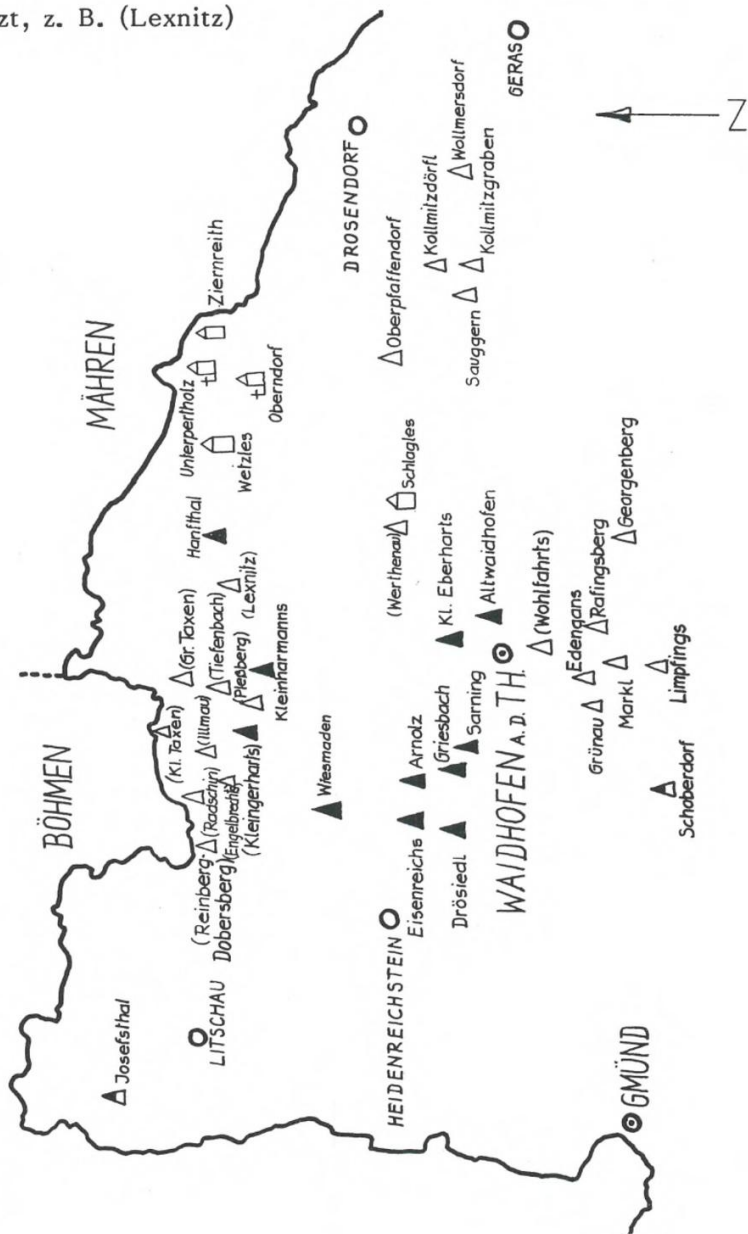 zt, z. B. (Lexnitz)
BÖHMEN
MÄHREN
Josefsthal
LITSCHAU
(Reinberg-
Dobersberg)
(Radschin)
(Engelbrechts)
(Kleingerharts)
(Kl. Taxen)
(Illmau)
(Gr. Taxen)
(Tiefenbach)
(Pleßberg)
(Lexnitz)
Kleinharmanns
Hanfthal
Unterpertholz
Wetzles
Oberndorf
Ziernreith
DROSENDORF
GERAS
Wiesmaden
HEIDENREICHSTEIN
Eisenreichs
Arnolz
Drösiedl
Griesbach
Sarning
(Werthenau)
Schlagles
Kl. Eberharts
Altwaidhofen
WAIDHOFEN A.D. TH.
(Wohlfahrts)
Oberpfaffendorf
Kollmitzdörfl
Wollmersdorf
Sauggern
Kollmitzgraben
Grünau
Edengans
Rafingsberg
Markl
Georgenberg
Limpfings
Schoberdorf
GMÜND
N